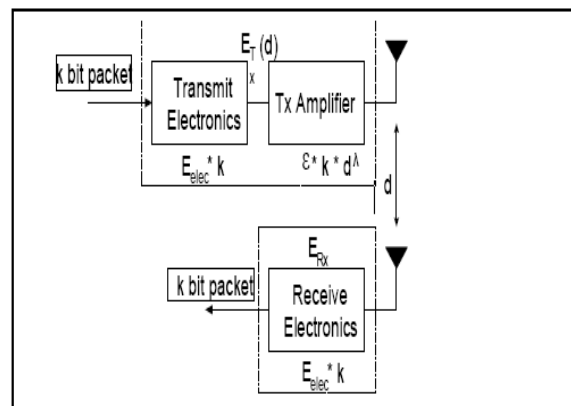 E_T (d)
x
k bit packet
Transmit
Electronics
Tx Amplifier
E_elec * k
ε * k * d^λ
d
E_Rx
k bit packet
Receive
Electronics
E_elec * k